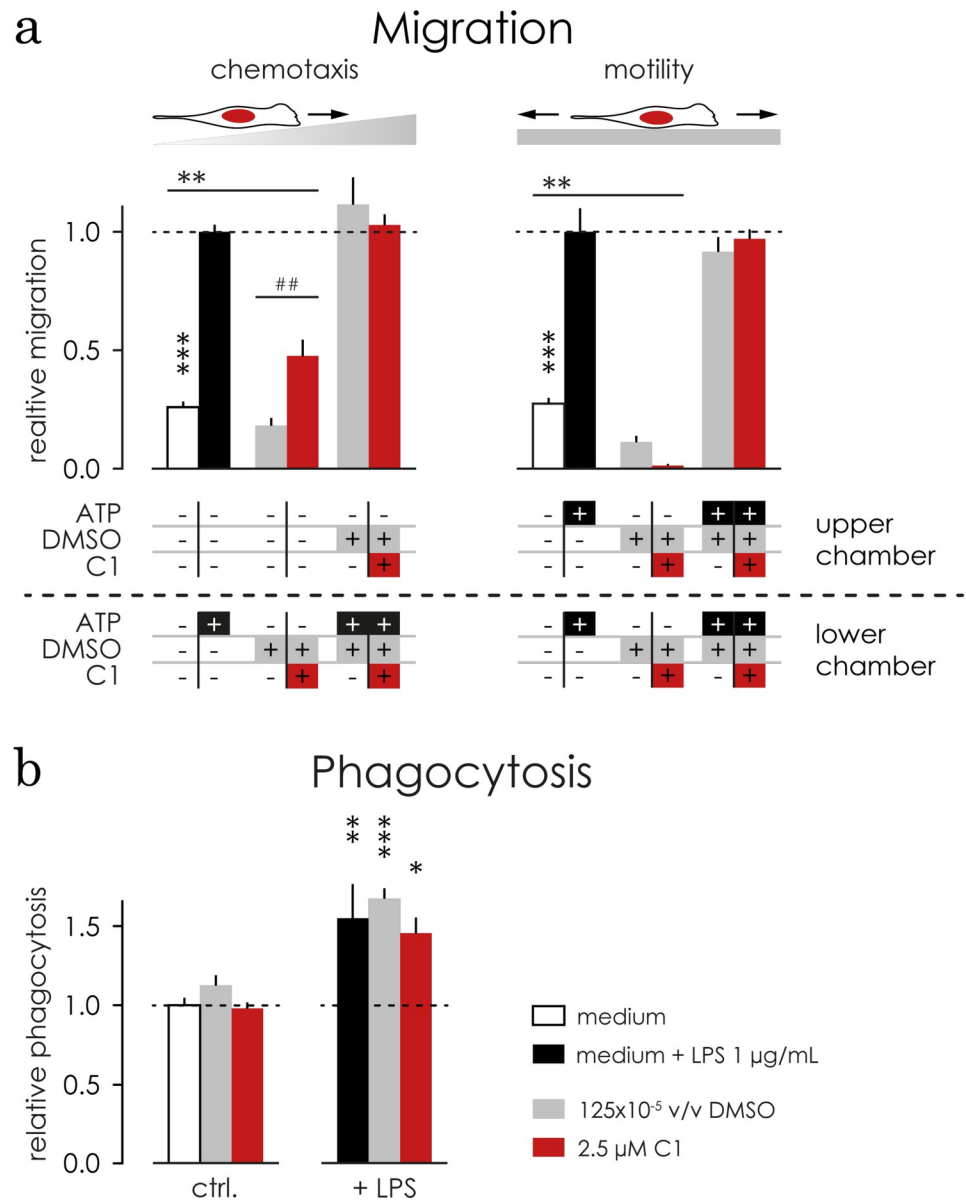 a Migration
chemotaxis motility
** **
1.0
##
***
***
0.5
0.0
realtive migration
ATP - - - - - - - + - - + +
DMSO - - - - + + - - + + + +
C1 - - - - - + - - - + - +
upper
chamber
ATP - + - - + + - + - - + +
DMSO - - + + + + - - + + + +
C1 - - - + - + - - - + - +
lower
chamber
b Phagocytosis
** *** *
1.5
1.0
0.5
0.0
relative phagocytosis
ctrl. + LPS
medium
medium + LPS 1 µg/mL
125x10⁻⁵ v/v DMSO
2.5 µM C1